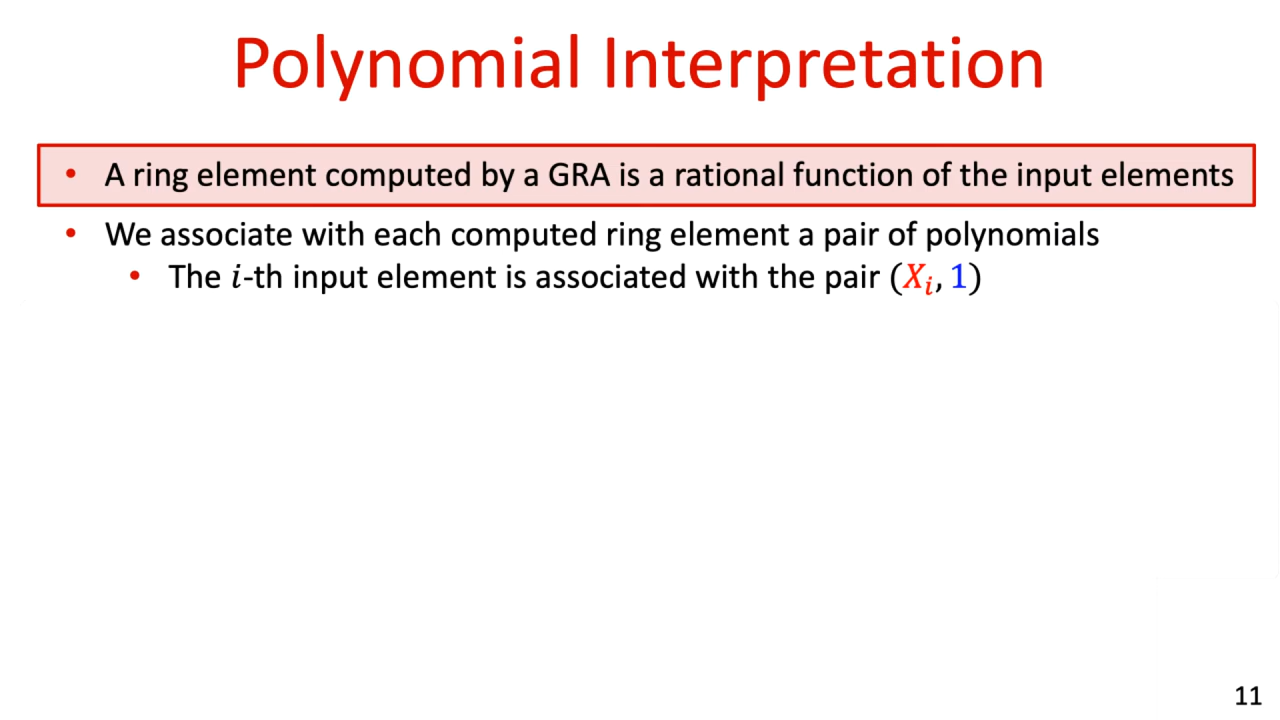 Polynomial Interpretation
• A ring element computed by a GRA is a rational function of the input elements
• We associate with each computed ring element a pair of polynomials
• The 𝑖-th input element is associated with the pair (𝑋ᵢ, 1)
11